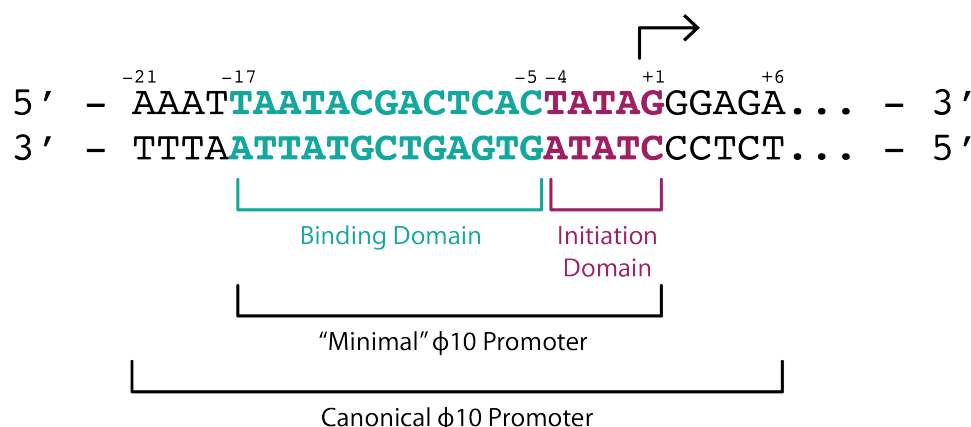 -21 -17 -5 -4 +1 +6
5’ - AAATTAATACGACTCACTATAGGGAGA... - 3’
3’ - TTTAATTATGCTGAGTGATATCCCTCT... - 5’
Binding Domain Initiation
Domain
“Minimal” ϕ10 Promoter
Canonical ϕ10 Promoter